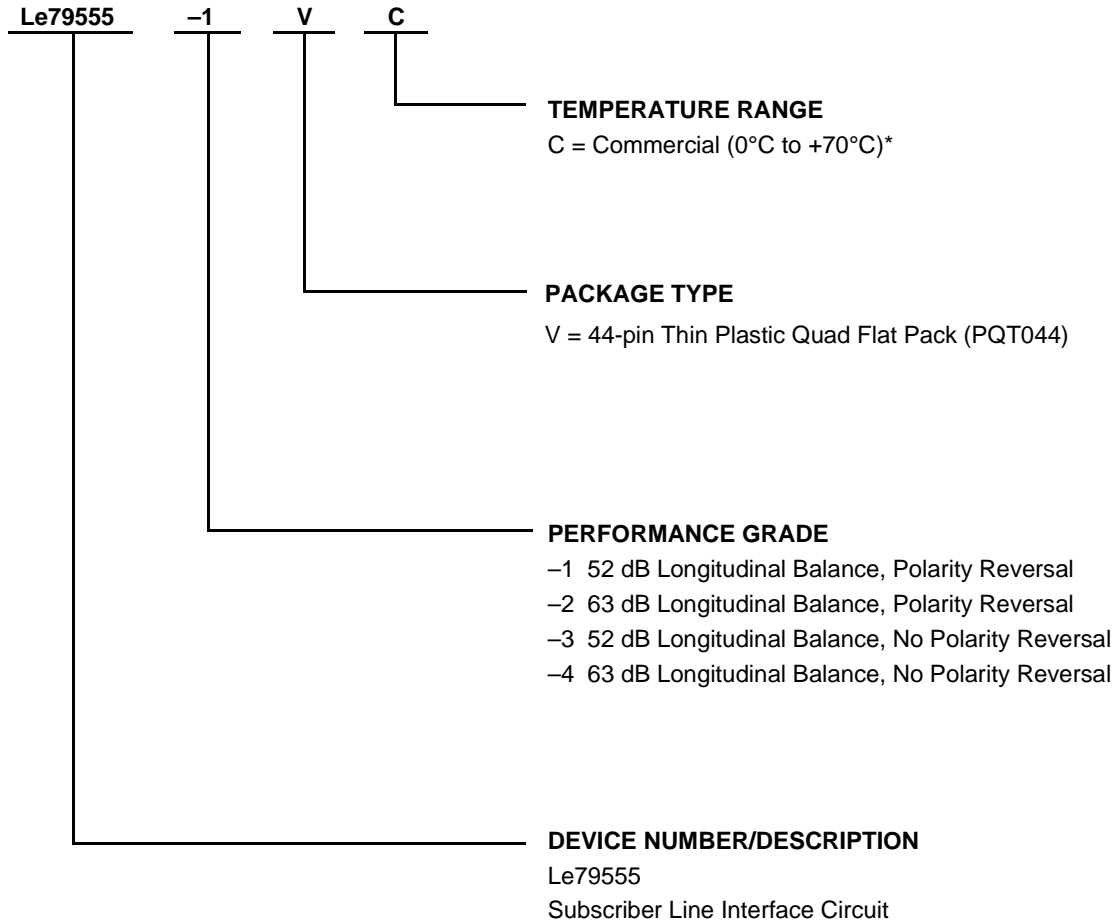 Le79555 –1 V C
TEMPERATURE RANGE
C = Commercial (0°C to +70°C)*
PACKAGE TYPE
V = 44-pin Thin Plastic Quad Flat Pack (PQT044)
PERFORMANCE GRADE
–1 52 dB Longitudinal Balance, Polarity Reversal
–2 63 dB Longitudinal Balance, Polarity Reversal
–3 52 dB Longitudinal Balance, No Polarity Reversal
–4 63 dB Longitudinal Balance, No Polarity Reversal
DEVICE NUMBER/DESCRIPTION
Le79555
Subscriber Line Interface Circuit